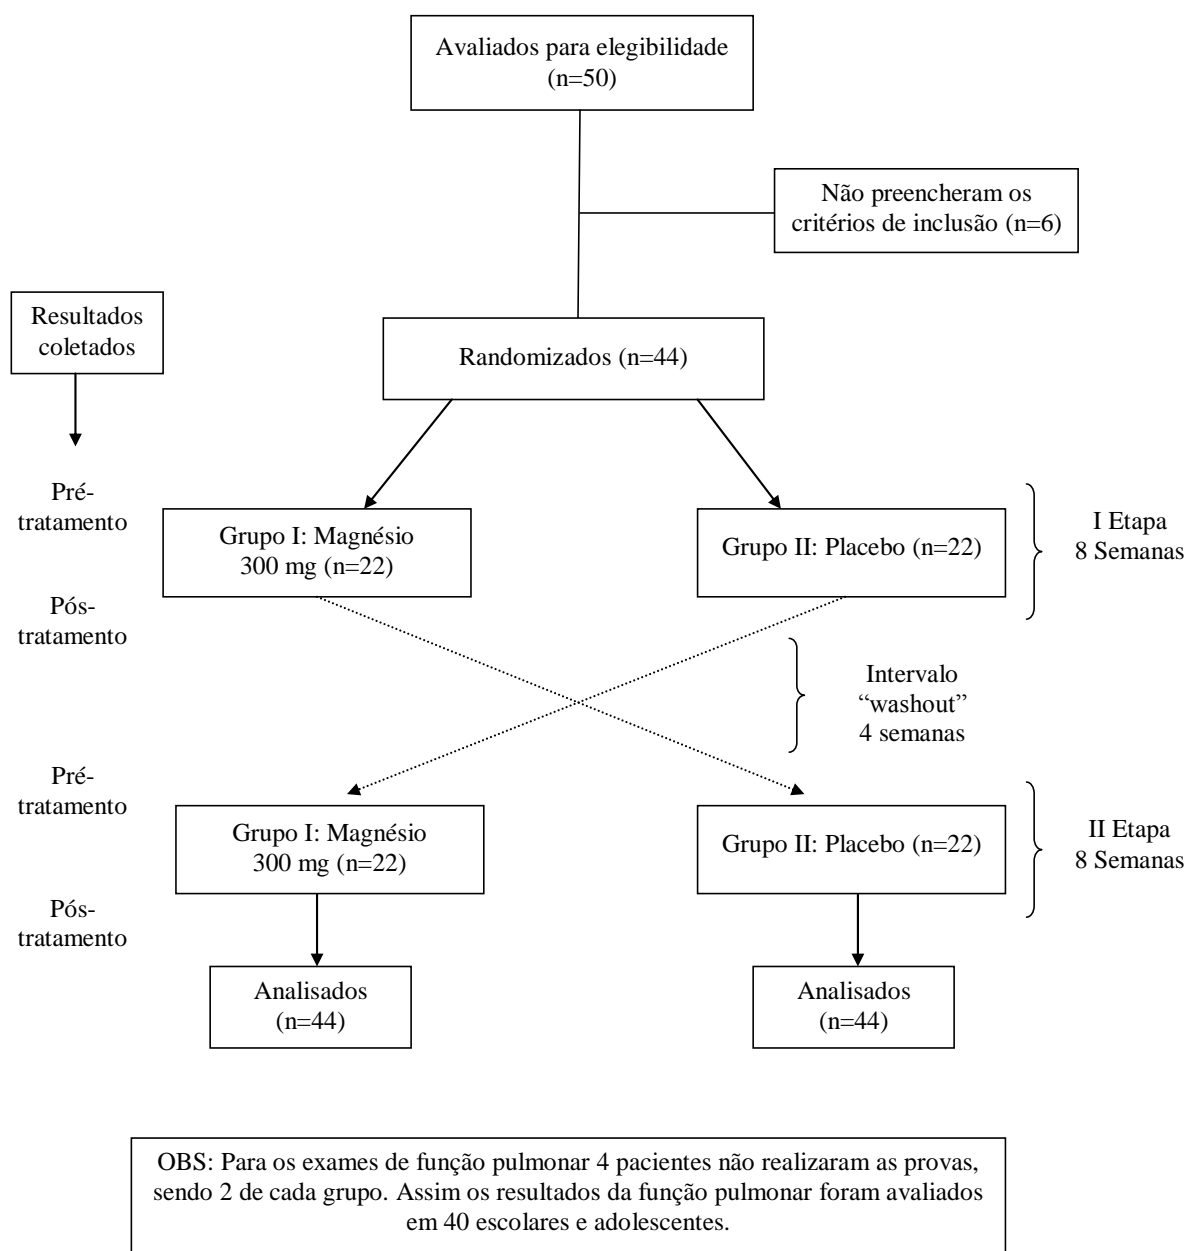 Avaliados para elegibilidade
(n=50)
Não preencheram os
critérios de inclusão (n=6)
Resultados
coletados
Randomizados (n=44)
Pré-
tratamento
Grupo I: Magnésio
300 mg (n=22)
Grupo II: Placebo (n=22)
I Etapa
8 Semanas
Pós-
tratamento
Intervalo
“washout”
4 semanas
Pré-
tratamento
Grupo I: Magnésio
300 mg (n=22)
Grupo II: Placebo (n=22)
II Etapa
8 Semanas
Pós-
tratamento
Analisados
(n=44)
Analisados
(n=44)
OBS: Para os exames de função pulmonar 4 pacientes não realizaram as provas,
sendo 2 de cada grupo. Assim os resultados da função pulmonar foram avaliados
em 40 escolares e adolescentes.